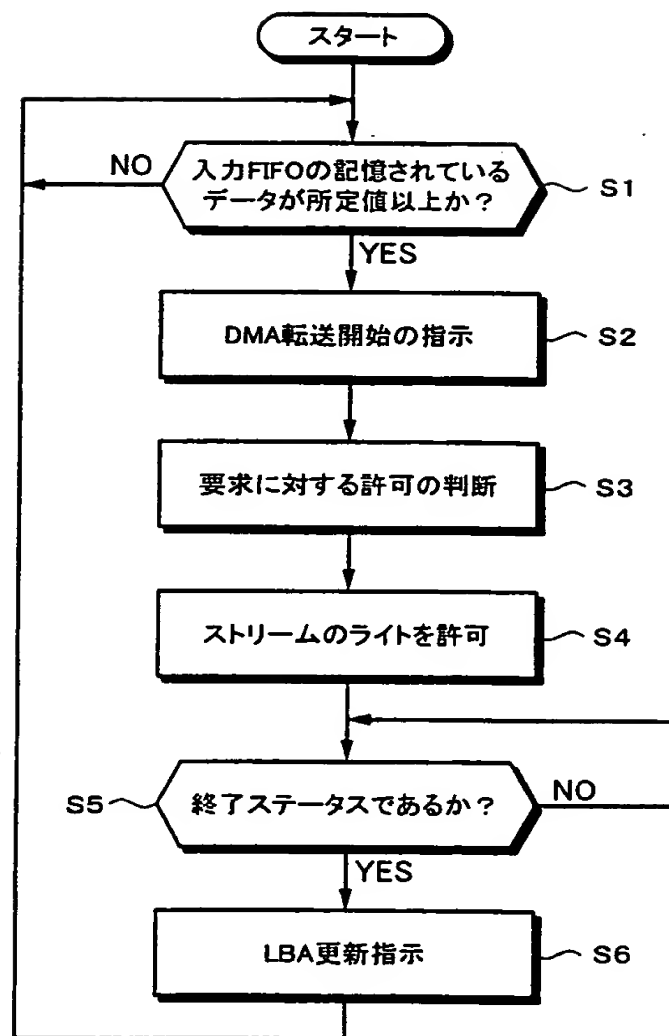 スタート
NO
入力FIFOの記憶されている
データが所定値以上か？
S1
YES
DMA転送開始の指示
S2
要求に対する許可の判断
S3
ストリームのライトを許可
S4
S5
終了ステータスであるか？
NO
YES
LBA更新指示
S6